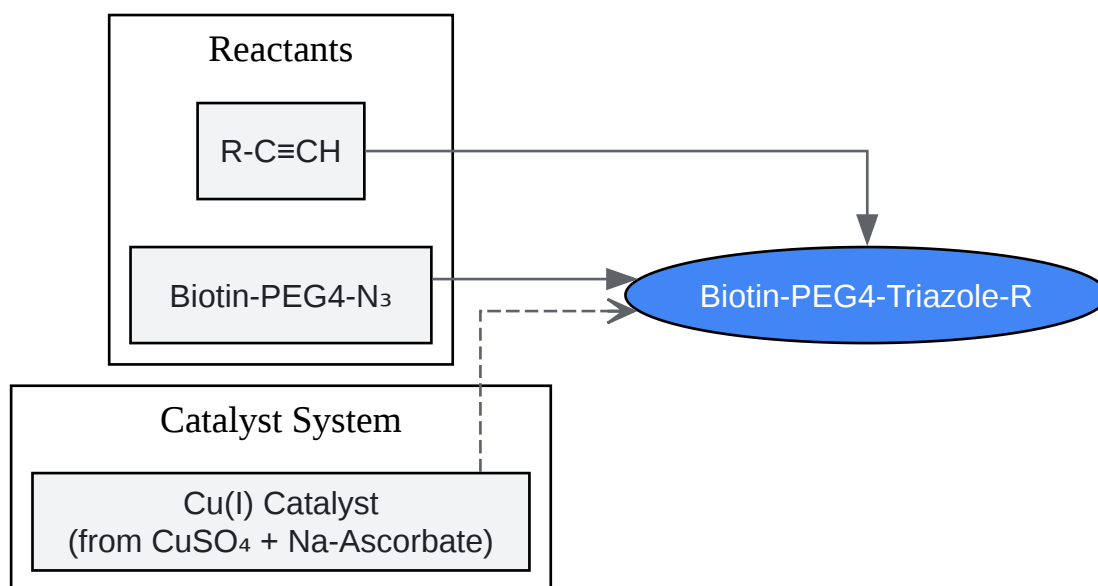 Reactants
R-C≡CH
Biotin-PEG4-N₃
Biotin-PEG4-Triazole-R
Catalyst System
Cu(I) Catalyst
(from CuSO₄ + Na-Ascorbate)